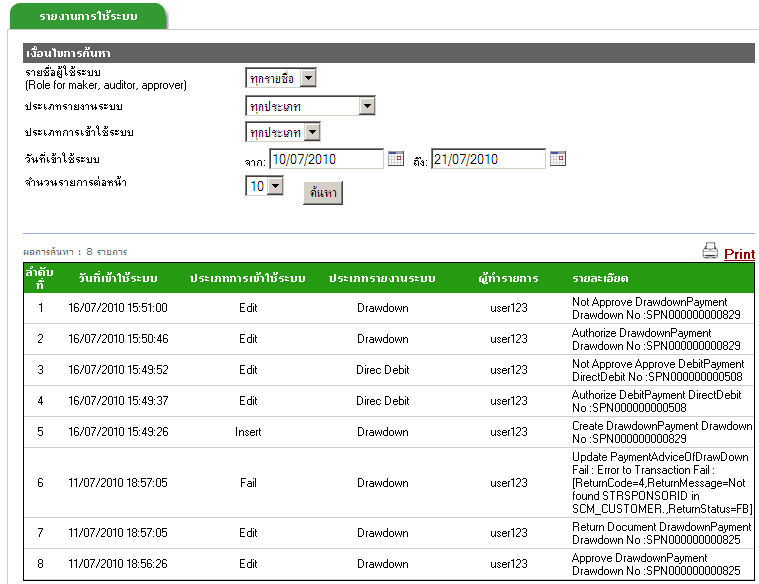 รายงานการใช้ระบบ
เงื่อนไขการค้นหา
รายชื่อผู้ใช้ระบบ
(Role for maker, auditor, approver)
ทุกรายชื่อ
ประเภทรายงานระบบ
ทุกประเภท
ประเภทการเข้าใช้ระบบ
ทุกประเภท
วันที่เข้าใช้ระบบ
จาก: 10/07/2010 ถึง: 21/07/2010
จำนวนรายการต่อหน้า
10 ค้นหา
ผลการค้นหา : 8 รายการ
Print
ลำดับ
ที่
วันที่เข้าใช้ระบบ ประเภทการเข้าใช้ระบบ ประเภทรายงานระบบ ผู้ทำรายการ รายละเอียด
1 16/07/2010 15:51:00 Edit Drawdown user123 Not Approve DrawdownPayment
Drawdown No :SPN000000000829
2 16/07/2010 15:50:46 Edit Drawdown user123 Authorize DrawdownPayment
Drawdown No :SPN000000000829
3 16/07/2010 15:49:52 Edit Direc Debit user123 Not Approve Approve DebitPayment
DirectDebit No :SPN000000000508
4 16/07/2010 15:49:37 Edit Direc Debit user123 Authorize DebitPayment DirectDebit
No :SPN000000000508
5 16/07/2010 15:49:26 Insert Drawdown user123 Create DrawdownPayment Drawdown
No :SPN000000000829
6 11/07/2010 18:57:05 Fail Drawdown user123 Update PaymentAdviceOfDrawDown
Fail : Error to Transaction Fail :
[ReturnCode=4,ReturnMessage=Not
found STRSPONSORID in
SCM_CUSTOMER.,ReturnStatus=FB]
7 11/07/2010 18:57:05 Edit Drawdown user123 Return Document DrawdownPayment
Drawdown No :SPN000000000825
8 11/07/2010 18:56:26 Edit Drawdown user123 Approve DrawdownPayment
Drawdown No :SPN000000000825